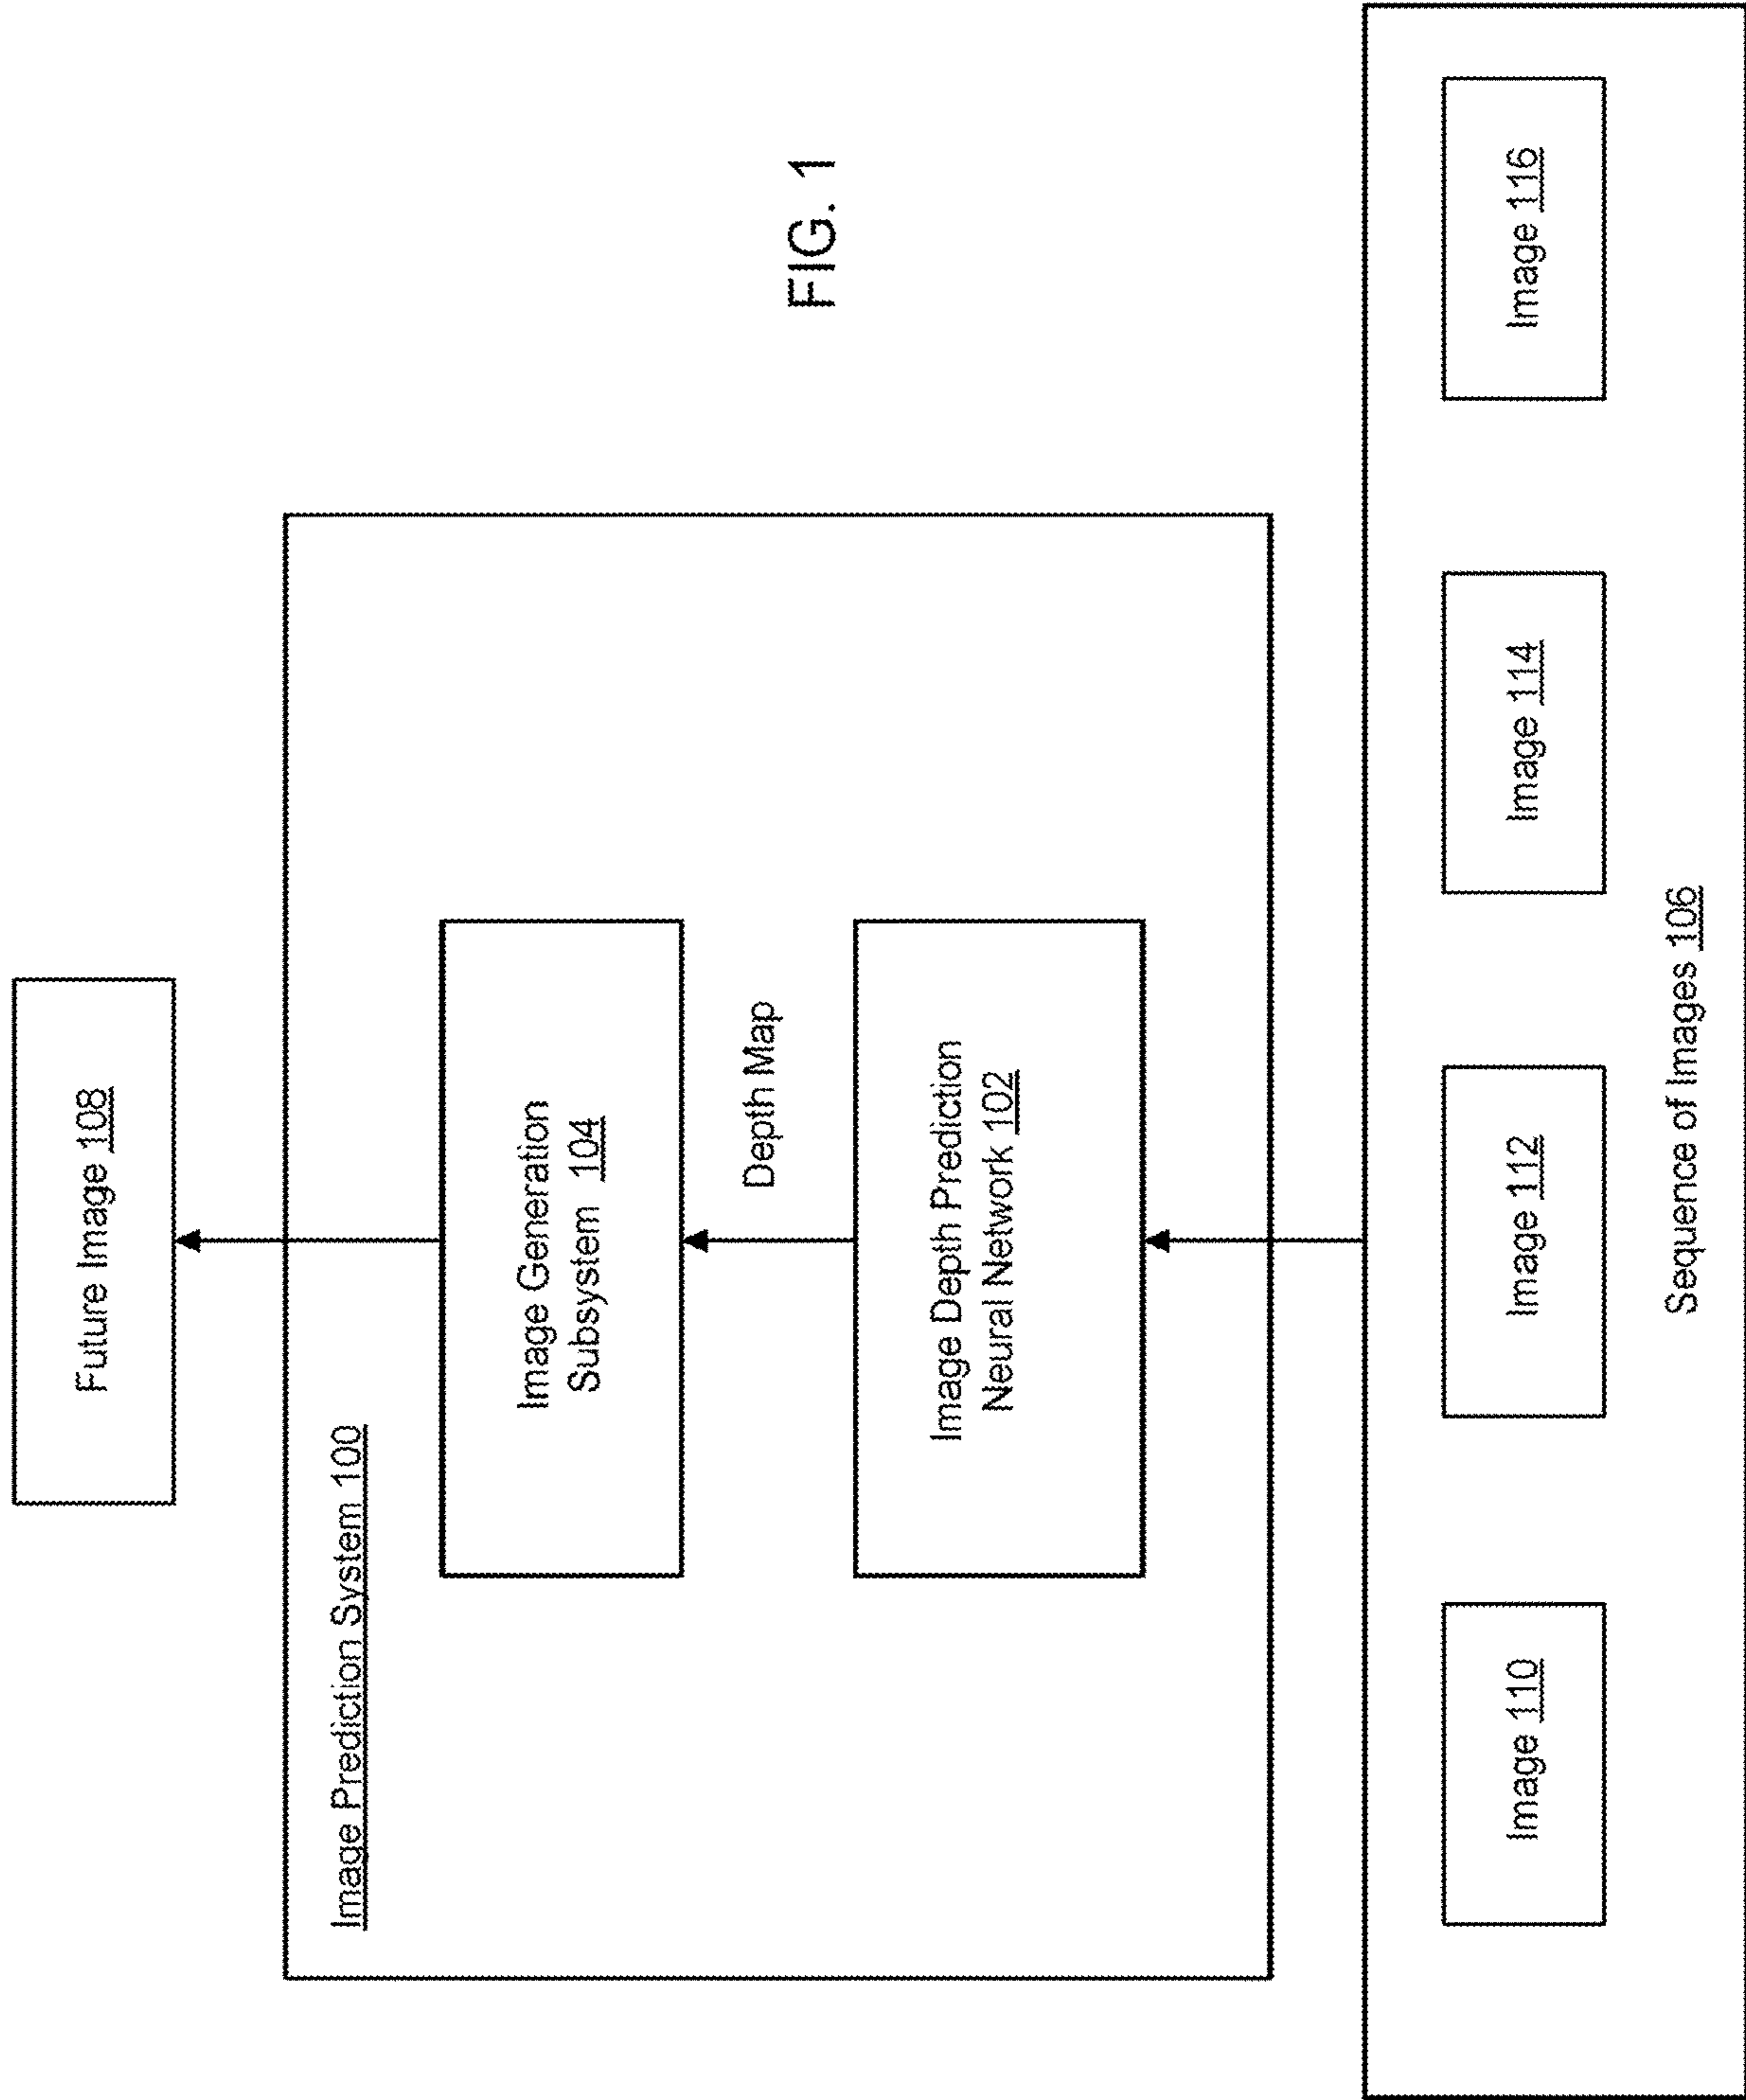 Future Image 108
Image Prediction System 100
Image Generation
Subsystem 104
Depth Map
Image Depth Prediction
Neural Network 102
FIG. 1
Image 110
Image 112
Image 114
Image 116
Sequence of Images 106